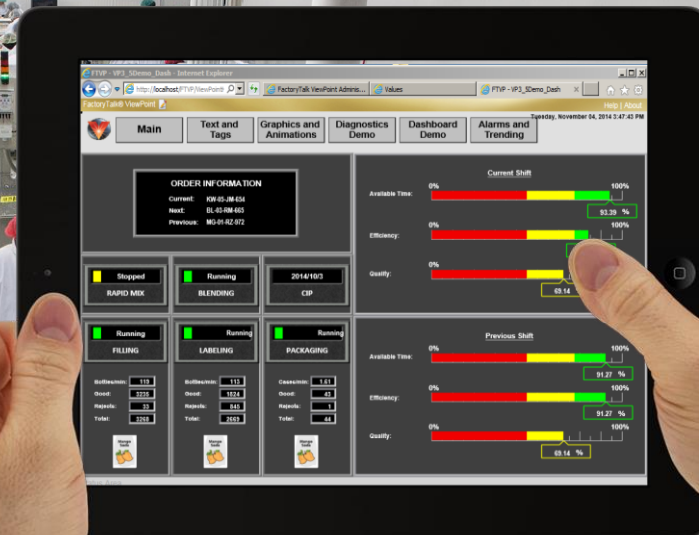 FTVP - VP3_SDemo_Dash - Internet Explorer
http://localhost/FTVP/ViewPoint#
FactoryTalk ViewPoint Adminis...
Values
FTVP - VP3_SDemo_Dash
FactoryTalk® ViewPoint
Help | About
Tuesday, November 04, 2014 3:47:43 PM
Main
Text and
Tags
Graphics and
Animations
Diagnostics
Demo
Dashboard
Demo
Alarms and
Trending
ORDER INFORMATION
Current: KW-05-JM-654
Next: BL-03-RM-665
Previous: MG-01-RZ-972
Stopped
RAPID MIX
Running
BLENDING
2014/10/3
CIP
Running
FILLING
Bottles/min: 119
Good: 3235
Rejects: 33
Total: 3268
Running
LABELING
Bottles/min: 113
Good: 1824
Rejects: 845
Total: 2669
Running
PACKAGING
Cases/min: 1.61
Good: 43
Rejects: 1
Total: 44
Current Shift
0% 100%
Available Time:
93.39 %
0% 100%
Efficiency:
0%
Quality:
69.14 %
Previous Shift
0% 100%
Available Time:
91.27 %
0% 100%
Efficiency:
91.27 %
0% 100%
Quality:
69.14 %